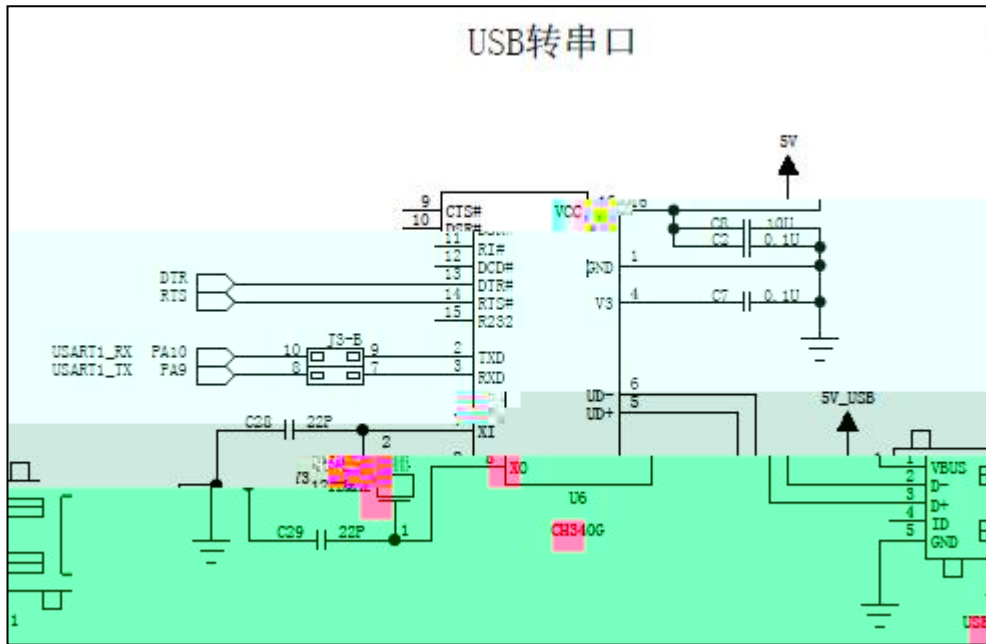 USB转串口
5V
9 CTS# VCC
10
C8 10U
C2 0.1U
11 RI#
12 DCD# GND 1
DTR 13 DTR#
RTS 14 RTS# V3 4 C7 0.1U
15 R232
J3-B
USART1_RX PA10 10 9 2 TXD
USART1_TX PA9 8 7 3 RXD
UD- 6
UD+ 5
5V_USB
C28 22P XI
2
XO
1 VBUS
2 D-
3 D+
4 ID
5 GND
U6
CH340G
C29 22P 1
1
USB